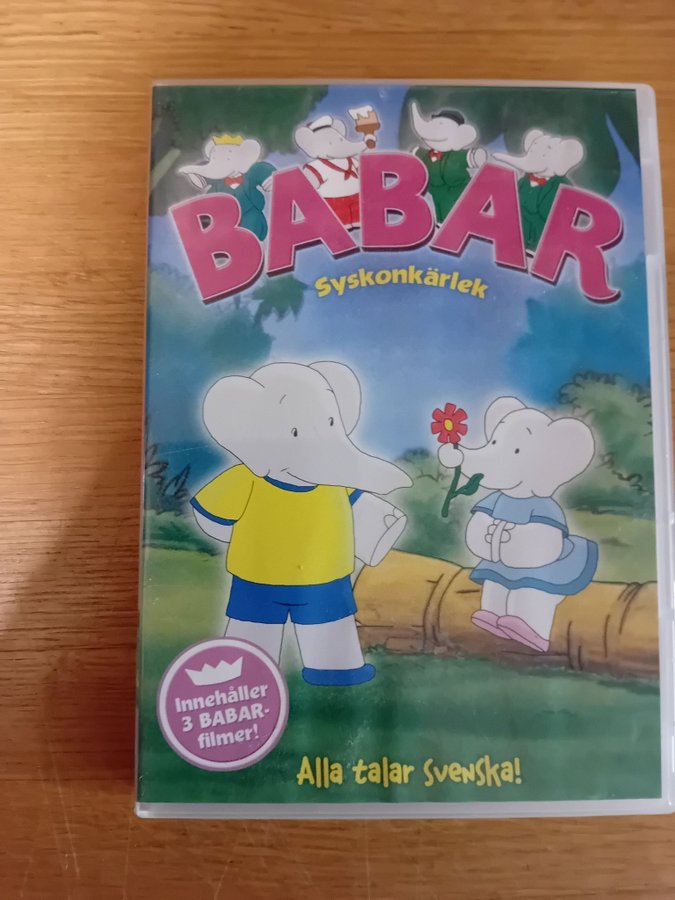 BABAR
Syskonkärlek
Innehåller
3 BABAR-
filmer!
Alla talar svenska!